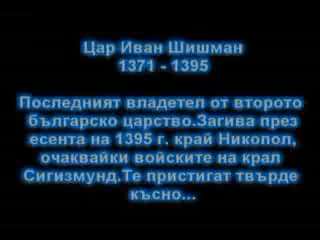 Цар Иван Шишман
1371 - 1395
Последният владетел от второто
българско царство.Загива през
есента на 1395 г. край Никопол,
очаквайки войските на крал
Сигизмунд.Те пристигат твърде
късно...